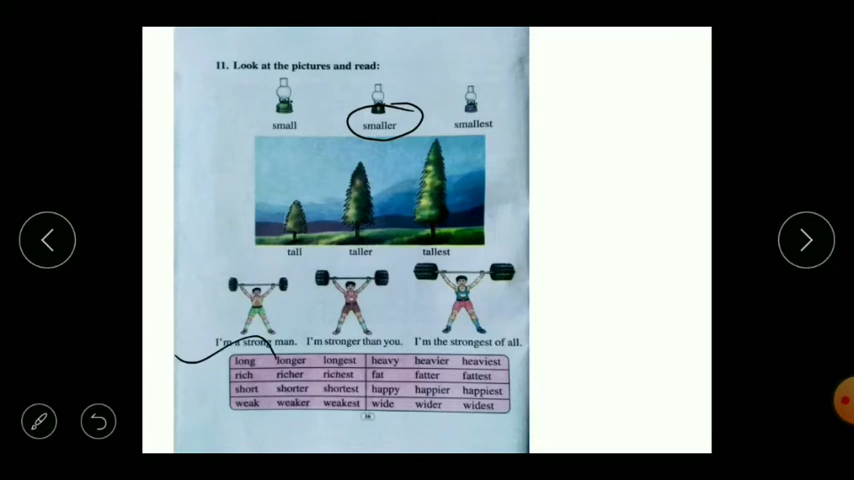 11. Look at the pictures and read:
small smaller smallest
tall taller tallest
I'm a strong man. I'm stronger than you. I'm the strongest of all.
long longer longest heavy heavier heaviest
rich richer richest fat fatter fattest
short shorter shortest happy happier happiest
weak weaker weakest wide wider widest